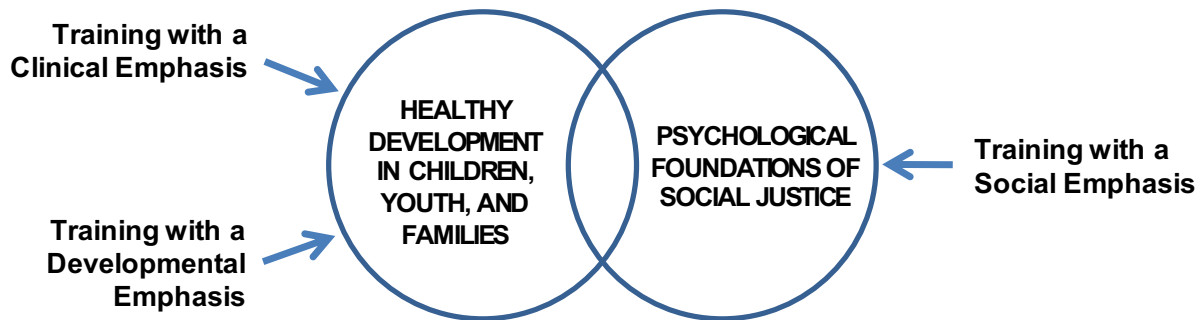 Training with a
Clinical Emphasis
HEALTHY
DEVELOPMENT
IN CHILDREN,
YOUTH, AND
FAMILIES
Training with a
Developmental
Emphasis
PSYCHOLOGICAL
FOUNDATIONS OF
SOCIAL JUSTICE
Training with a
Social Emphasis